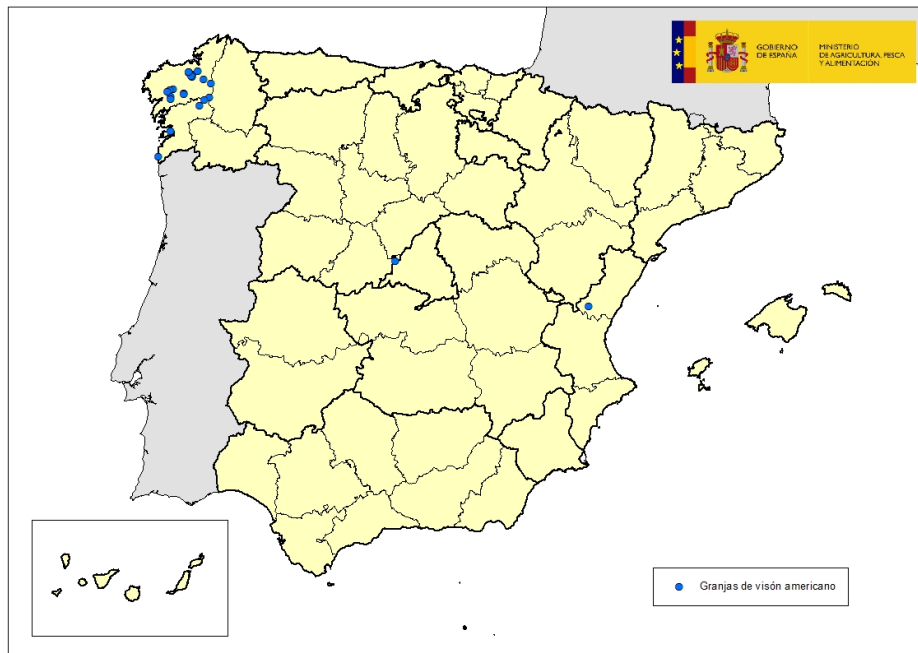 GOBIERNO
DE ESPAÑA
MINISTERIO
DE AGRICULTURA, PESCA
Y ALIMENTACIÓN
Granjas de visón americano